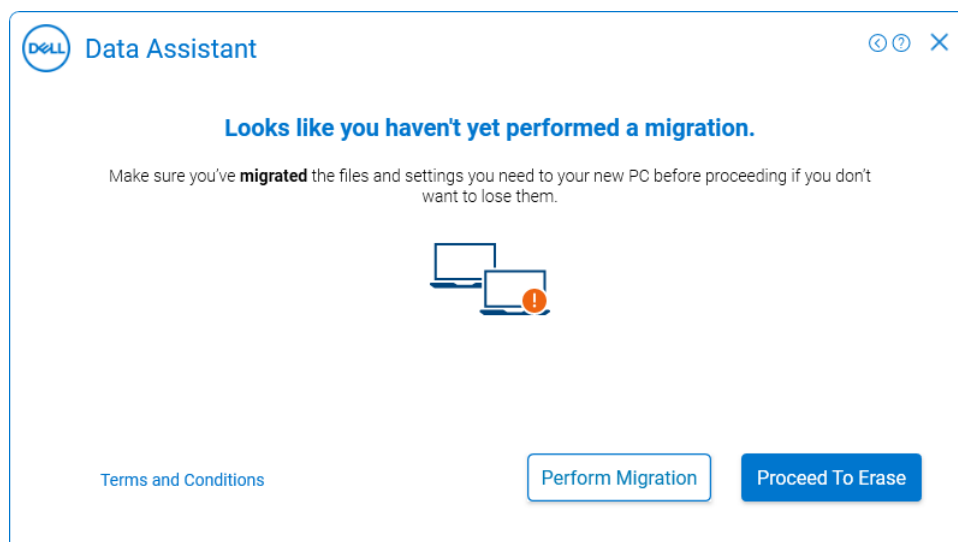 DELL
Data Assistant
Looks like you haven't yet performed a migration.
Make sure you’ve migrated the files and settings you need to your new PC before proceeding if you don’t
want to lose them.
Terms and Conditions
Perform Migration
Proceed To Erase